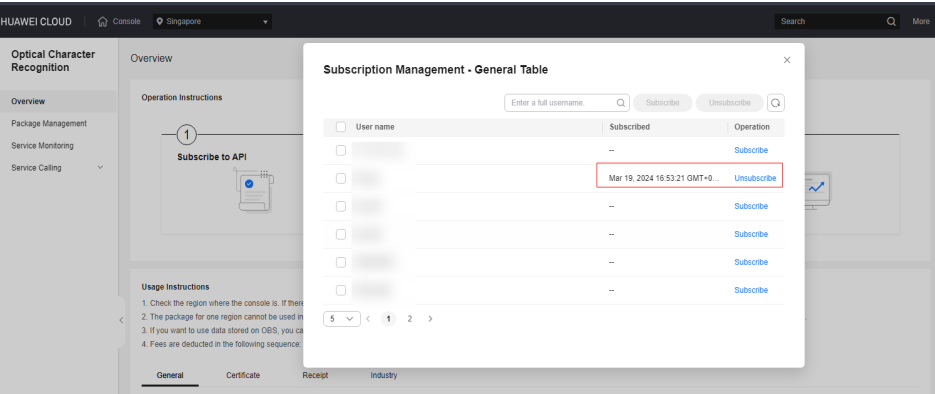 HUAWEI CLOUD Console Singapore Search More
Optical Character
Recognition
Overview
Package Management
Service Monitoring
Service Calling
Overview
Operation Instructions
1
Subscribe to API
Usage Instructions
1. Check the region where the console is. If there
2. The package for one region cannot be used in
3. If you want to use data stored on OBS, you ca
4. Fees are deducted in the following sequence:
General Certificate Receipt Industry
Subscription Management - General Table
Enter a full username. Subscribe Unsubscribe
User name Subscribed Operation
-- Subscribe
Mar 19, 2024 16:53:21 GMT+0... Unsubscribe
-- Subscribe
-- Subscribe
-- Subscribe
-- Subscribe
5 1 2